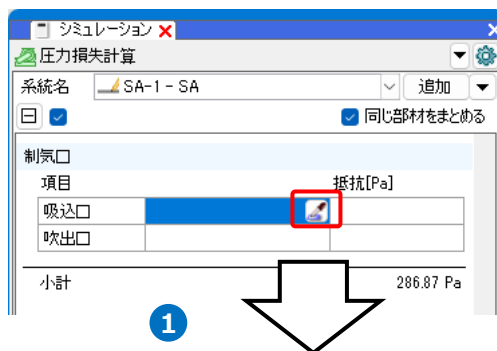 シミュレーション
圧力損失計算
系統名 SA-1 - SA 追加
同じ部材をまとめる
制気口
項目 抵抗[Pa]
吸込口
吹出口
小計 286.87 Pa
1